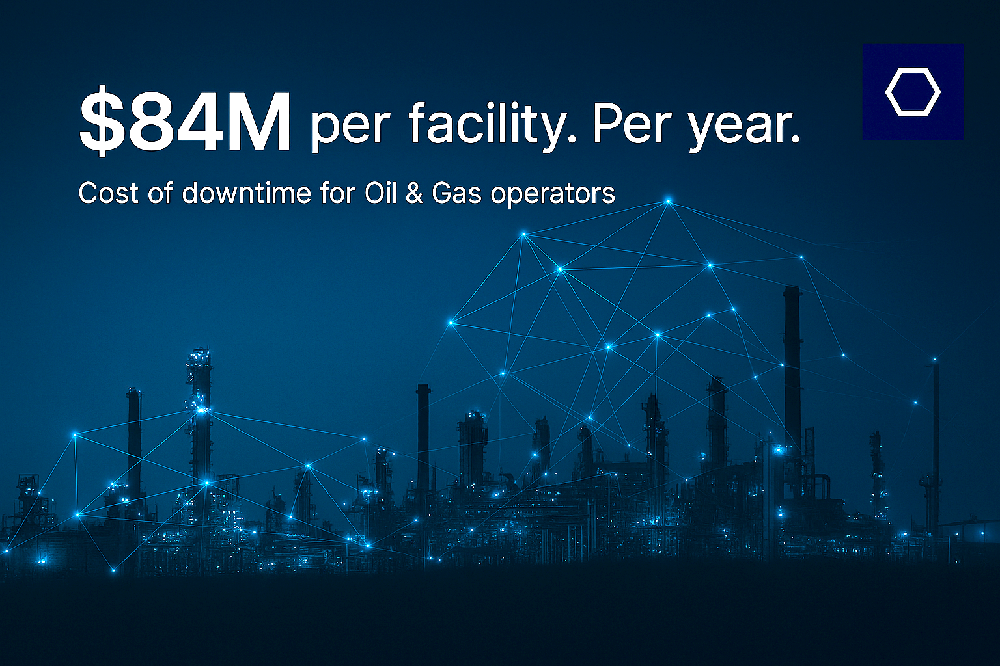 $84M per facility. Per year.
Cost of downtime for Oil & Gas operators